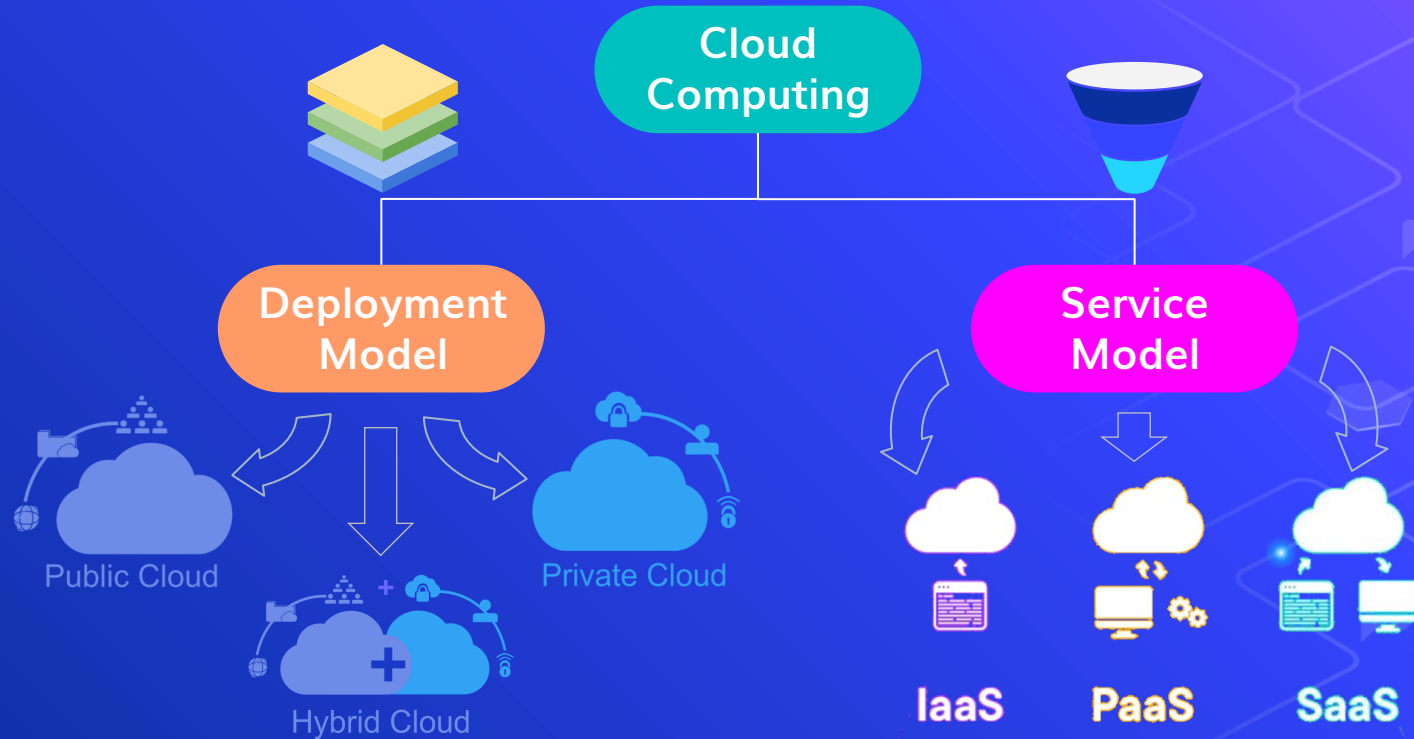 Cloud
Computing
Deployment
Model
Service
Model
Public Cloud
Private Cloud
Hybrid Cloud
IaaS
PaaS
SaaS